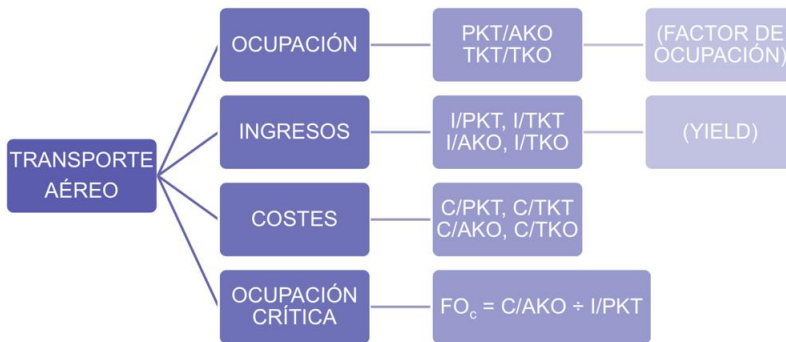 TRANSPORTE
AÉREO
OCUPACIÓN
PKT/AKO
TKT/TKO
(FACTOR DE
OCUPACIÓN)
INGRESOS
I/PKT, I/TKT
I/AKO, I/TKO
(YIELD)
COSTES
C/PKT, C/TKT
C/AKO, C/TKO
OCUPACIÓN
CRÍTICA
FOc = C/AKO ÷ I/PKT